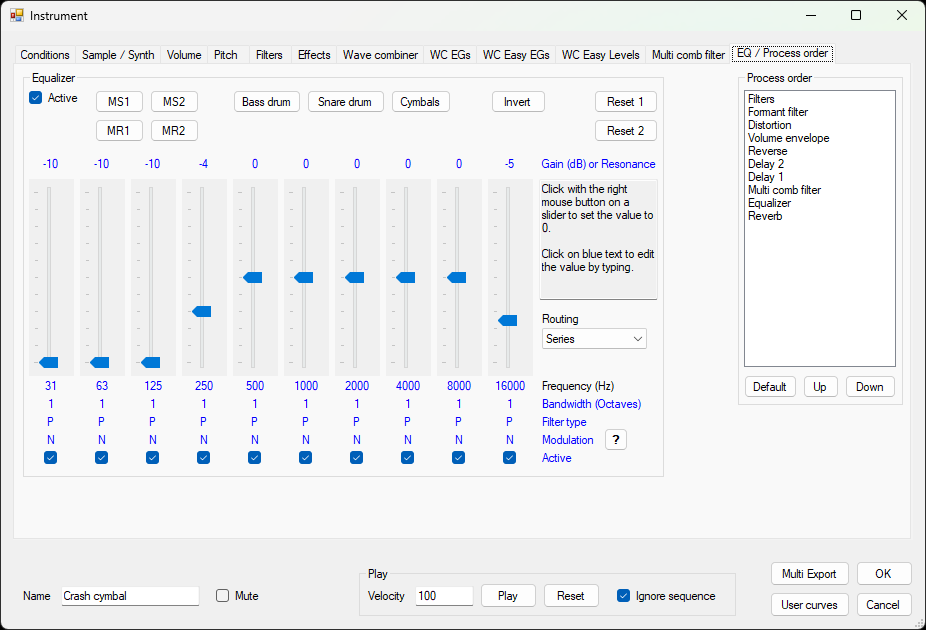 Instrument
Conditions Sample / Synth Volume Pitch Filters Effects Wave combiner WC EGs WC Easy EGs WC Easy Levels Multi comb filter EQ / Process order
Equalizer
Active MS1 MS2 Bass drum Snare drum Cymbals Invert Reset 1
MR1 MR2 Reset 2
-10 -10 -10 -4 0 0 0 0 0 -5 Gain (dB) or Resonance
Click with the right
mouse button on a
slider to set the value to
0.
Click on blue text to edit
the value by typing.
Routing
Series
31 63 125 250 500 1000 2000 4000 8000 16000 Frequency (Hz)
1 1 1 1 1 1 1 1 1 1 Bandwidth (Octaves)
P P P P P P P P P P Filter type
N N N N N N N N N N Modulation ?
Active
Process order
Filters
Formant filter
Distortion
Volume envelope
Reverse
Delay 2
Delay 1
Multi comb filter
Equalizer
Reverb
Default Up Down
Name Crash cymbal Mute
Play
Velocity 100 Play Reset Ignore sequence
Multi Export OK
User curves Cancel